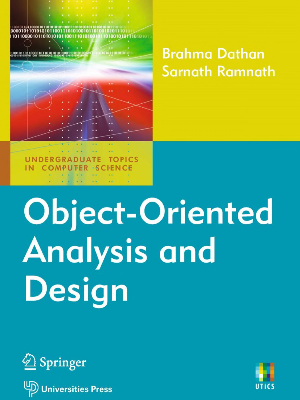 Brahma Dathan
Sarnath Ramnath
UNDERGRADUATE TOPICS
IN COMPUTER SCIENCE
Object-Oriented
Analysis and
Design
Springer
Universities Press
UTICS